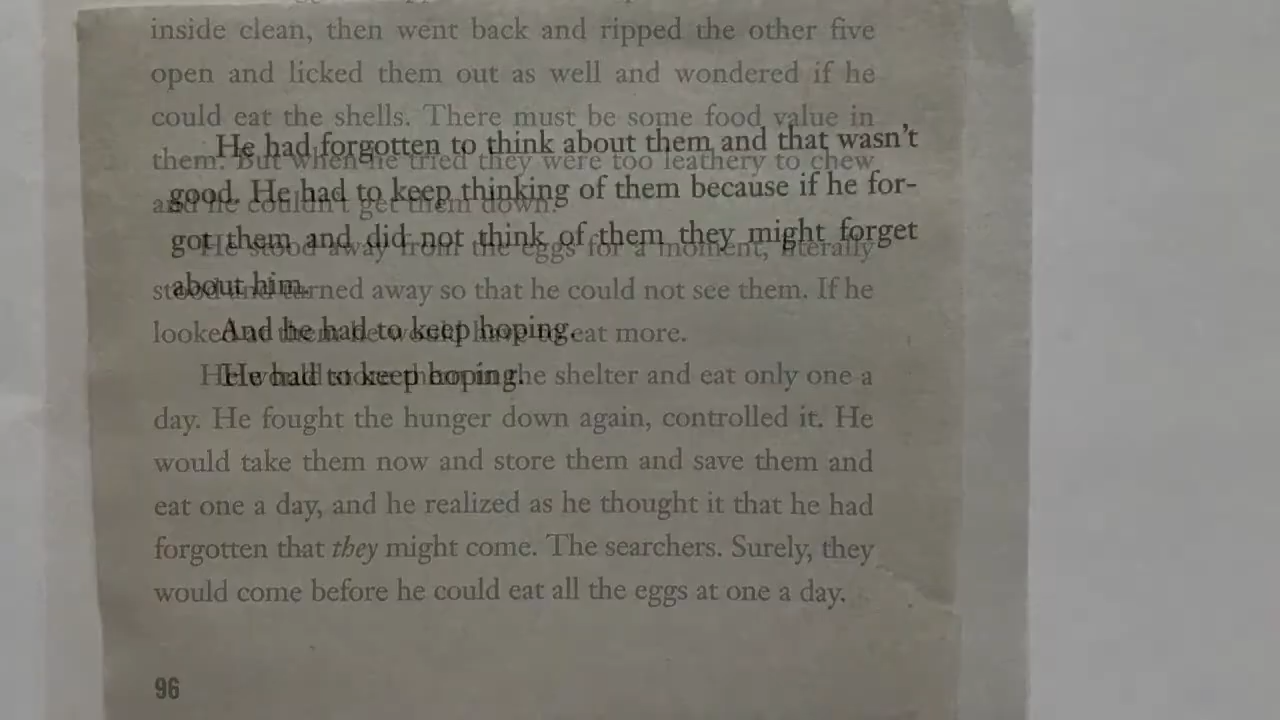 inside clean, then went back and ripped the other five
open and licked them out as well and wondered if he
could eat the shells. There must be some food value in
them. But when he tried they were too leathery to chew
and he couldn't get them down.
He stood away from the eggs for a moment, literally
stood and turned away so that he could not see them. If he
looked at them he would have to eat more.
He would store them in the shelter and eat only one a
day. He fought the hunger down again, controlled it. He
would take them now and store them and save them and
eat one a day, and he realized as he thought it that he had
forgotten that they might come. The searchers. Surely, they
would come before he could eat all the eggs at one a day.
96
He had forgotten to think about them and that wasn't
good. He had to keep thinking of them because if he for-
got them and did not think of them they might forget
about him.
And he had to keep hoping.
He had to keep hoping.